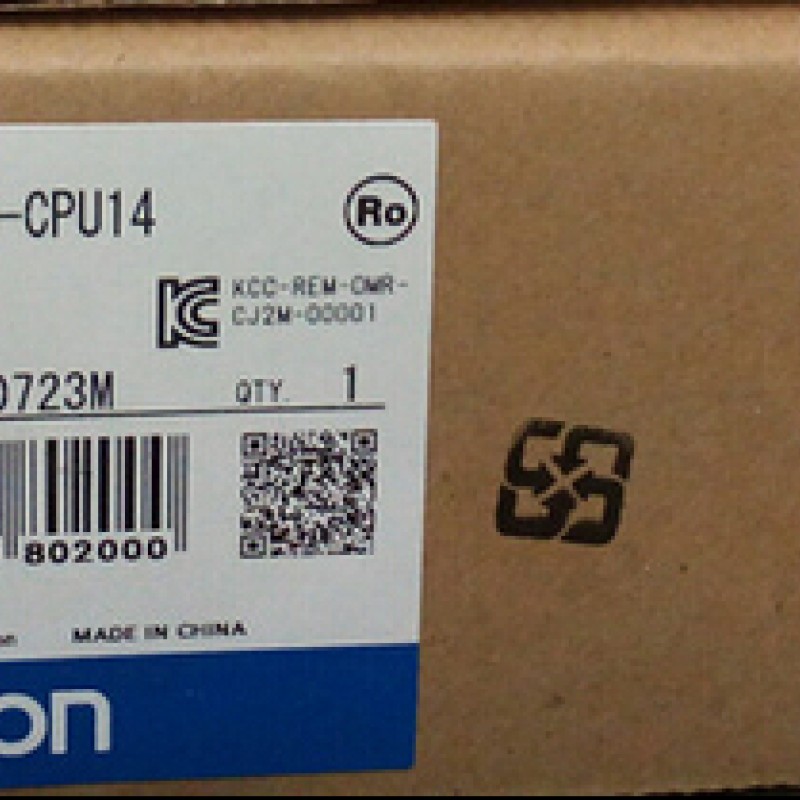 -CPU14
Ro
KCC-REM-OMR-
CJ2M-00001
0723M QTY. 1
802000
MADE IN CHINA
on